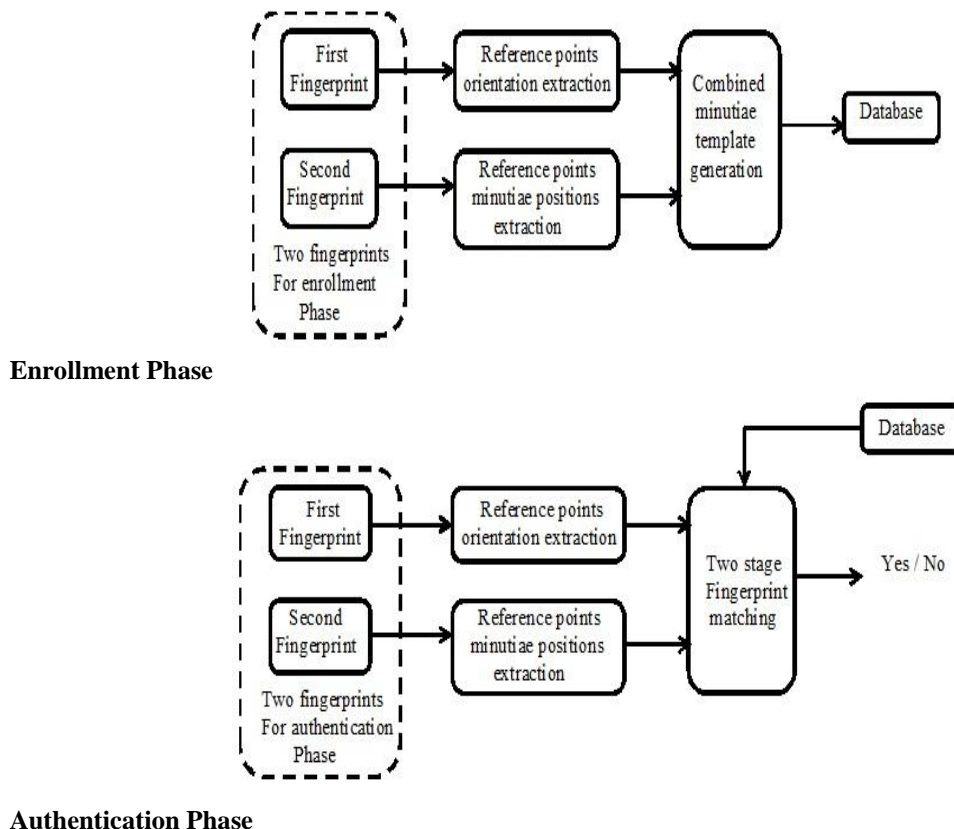 First
Fingerprint
Reference points
orientation extraction
Combined
minutiae
template
generation
Database
Second
Fingerprint
Reference points
minutiae positions
extraction
Two fingerprints
For enrollment
Phase
Enrollment Phase
Database
First
Fingerprint
Reference points
orientation extraction
Two stage
Fingerprint
matching
Yes / No
Second
Fingerprint
Reference points
minutiae positions
extraction
Two fingerprints
For authentication
Phase
Authentication Phase